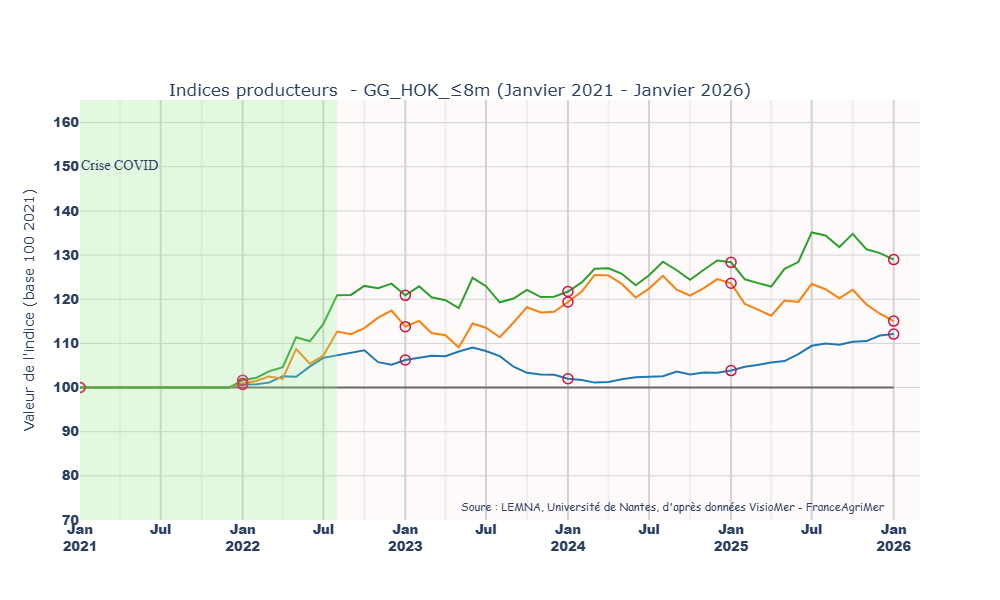 Indices producteurs  - GG_HOK_≤8m (Janvier 2021 - Janvier 2026)
Valeur de l'indice (base 100 2021)
160
150
140
130
120
110
100
90
80
70
Crise COVID
Soure : LEMNA, Université de Nantes, d'après données VisioMer - FranceAgriMer
Jan Jul Jan Jul Jan Jul Jan Jul Jan Jul Jan
2021 2022 2023 2024 2025 2026